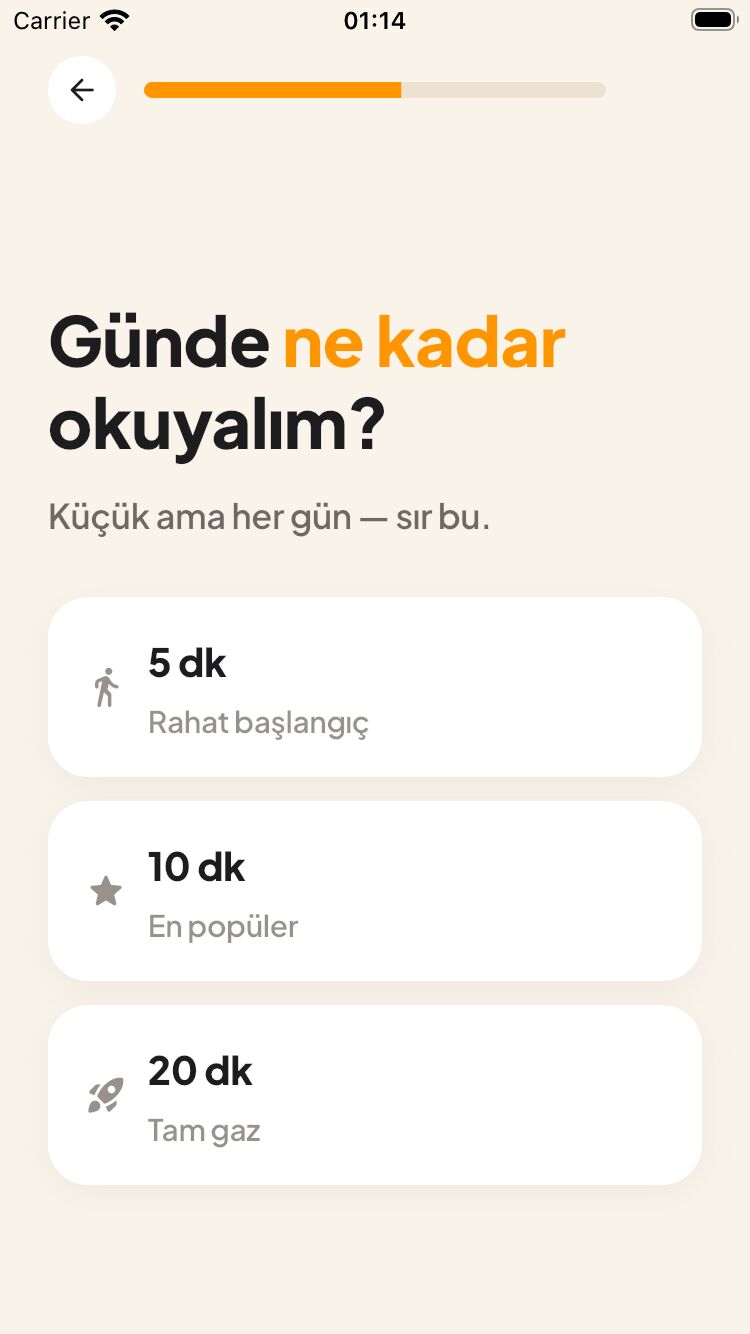 Carrier 01:14
Günde ne kadar
okuyalım?
Küçük ama her gün — sır bu.
5 dk
Rahat başlangıç
10 dk
En popüler
20 dk
Tam gaz